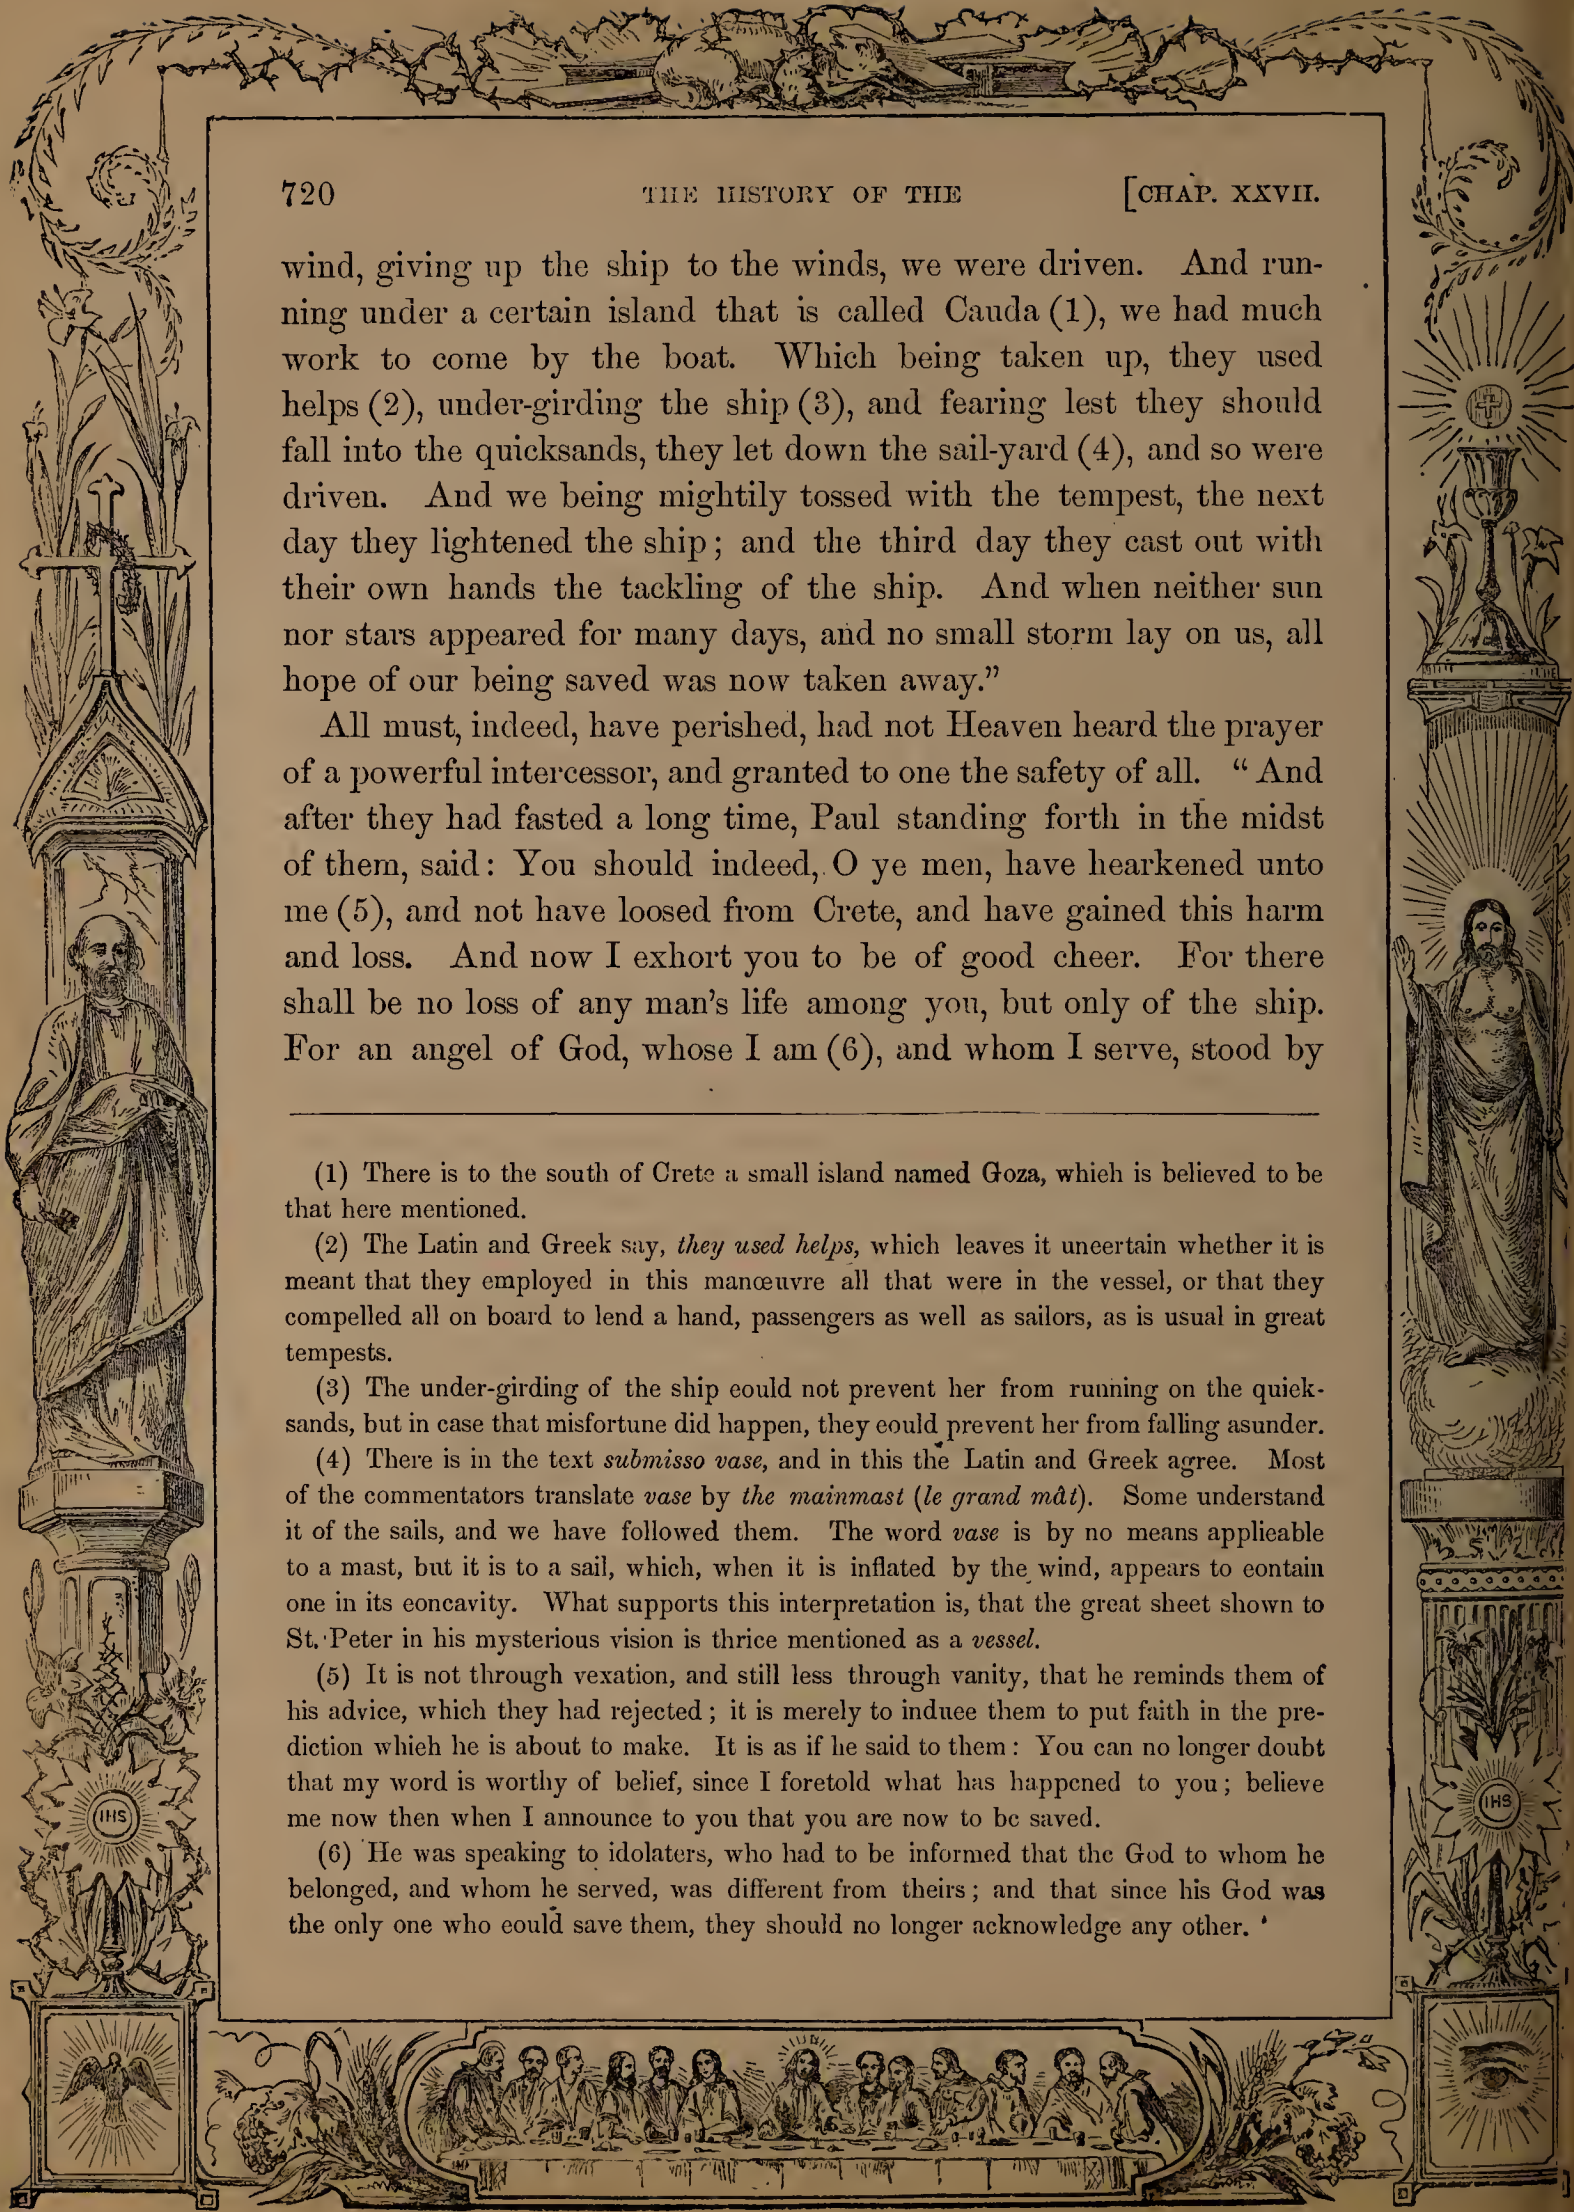 720 THE HISTORY OF THE [CHAP. XXVII.
wind, giving up the ship to the winds, we were driven. And run-
ning under a certain island that is called Cauda (1), we had much
work to come by the boat. Which being taken up, they used
helps (2), under-girding the ship (3), and fearing lest they should
fall into the quicksands, they let down the sail-yard (4), and so were
driven. And we being mightily tossed with the tempest, the next
day they lightened the ship; and the third day they cast out with
their own hands the tackling of the ship. And when neither sun
nor stars appeared for many days, and no small storm lay on us, all
hope of our being saved was now taken away.”
All must, indeed, have perished, had not Heaven heard the prayer
of a powerful intercessor, and granted to one the safety of all. “And
after they had fasted a long time, Paul standing forth in the midst
of them, said: You should indeed, O ye men, have hearkened unto
me (5), and not have loosed from Crete, and have gained this harm
and loss. And now I exhort you to be of good cheer. For there
shall be no loss of any man’s life among you, but only of the ship.
For an angel of God, whose I am (6), and whom I serve, stood by
(1) There is to the south of Crete a small island named Goza, which is believed to be
that here mentioned.
(2) The Latin and Greek say, they used helps, which leaves it uncertain whether it is
meant that they employed in this manœuvre all that were in the vessel, or that they
compelled all on board to lend a hand, passengers as well as sailors, as is usual in great
tempests.
(3) The under-girding of the ship could not prevent her from running on the quick-
sands, but in case that misfortune did happen, they could prevent her from falling asunder.
(4) There is in the text submisso vase, and in this the Latin and Greek agree. Most
of the commentators translate vase by the mainmast (le grand mât). Some understand
it of the sails, and we have followed them. The word vase is by no means applicable
to a mast, but it is to a sail, which, when it is inflated by the wind, appears to contain
one in its concavity. What supports this interpretation is, that the great sheet shown to
St. Peter in his mysterious vision is thrice mentioned as a vessel.
(5) It is not through vexation, and still less through vanity, that he reminds them of
his advice, which they had rejected; it is merely to induce them to put faith in the pre-
diction which he is about to make. It is as if he said to them: You can no longer doubt
that my word is worthy of belief, since I foretold what has happened to you; believe
me now then when I announce to you that you are now to be saved.
(6) He was speaking to idolaters, who had to be informed that the God to whom he
belonged, and whom he served, was different from theirs; and that since his God was
the only one who could save them, they should no longer acknowledge any other.
IHS
IHS